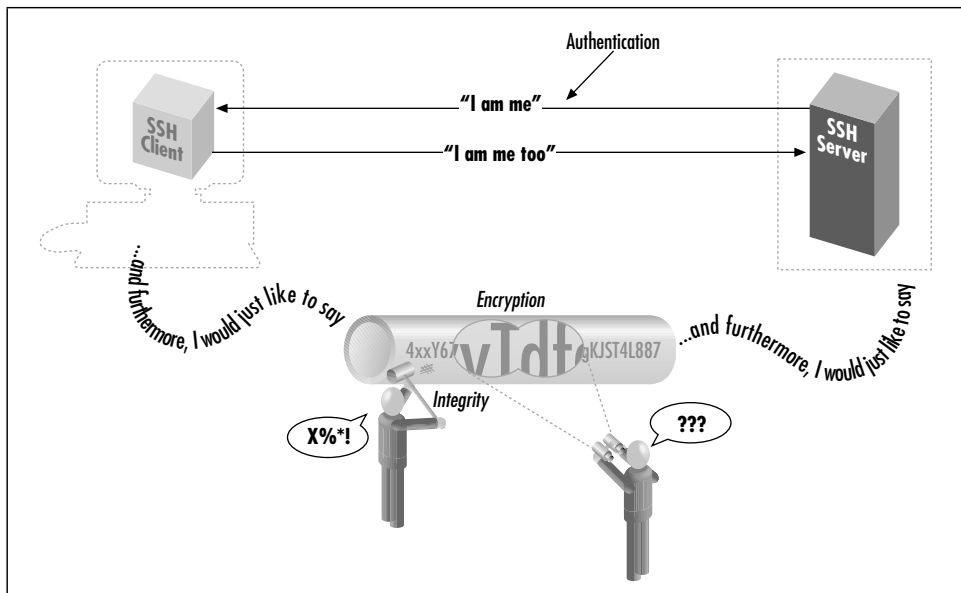 Authentication
"I am me"
SSH
Client
SSH
Server
"I am me too"
...and furthermore, I would just like to say
Encryption
4xxY67
vTdt
gKJST4L887
...and furthermore, I would just like to say
Integrity
X%*!
???